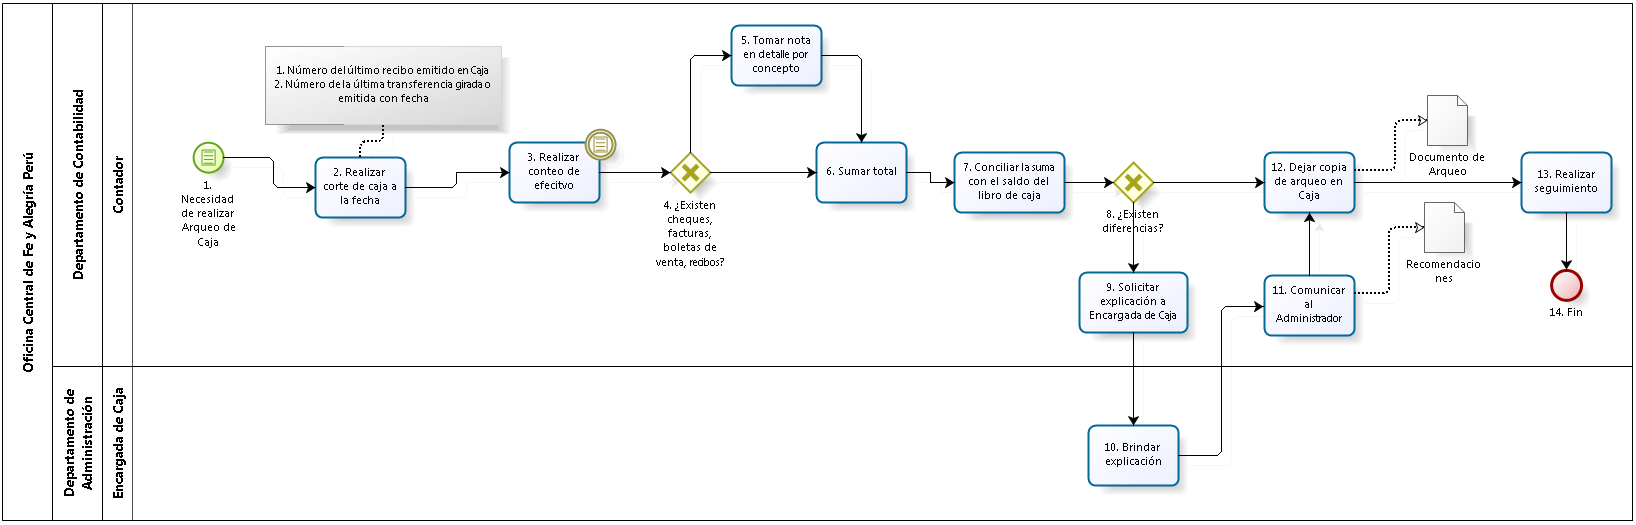 Oficina Central de Fe y Alegría Perú
Departamento de Contabilidad
Contador
1.
Necesidad
de realizar
Arqueo de
Caja
1. Número del último recibo emitido en Caja
2. Número de la última transferencia girada o
emitida con fecha
2. Realizar
corte de caja a
la fecha
3. Realizar
conteo de
efecitvo
4. ¿Existen
cheques,
facturas,
boletas de
venta, recibos?
5. Tomar nota
en detalle por
concepto
6. Sumar total
7. Conciliar la suma
con el saldo del
libro de caja
8. ¿Existen
diferencias?
9. Solicitar
explicación a
Encargada de Caja
12. Dejar copia
de arqueo en
Caja
Documento de
Arqueo
11. Comunicar
al
Administrador
Recomendacio
nes
13. Realizar
seguimiento
14. Fin
Departamento de
Administración
Encargada de Caja
10. Brindar
explicación